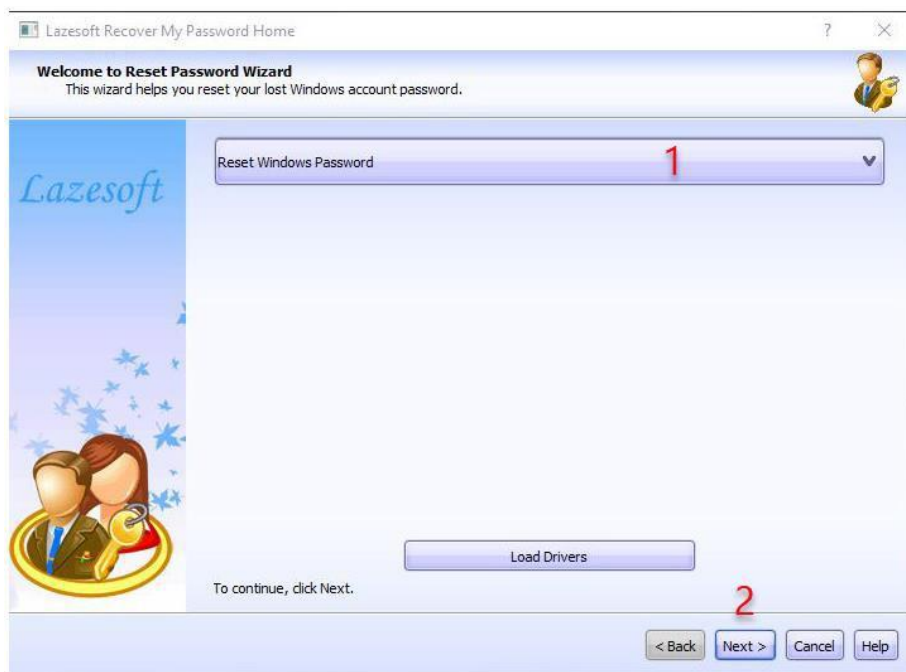 Lazesoft Recover My Password Home ?
Welcome to Reset Password Wizard
This wizard helps you reset your lost Windows account password.
Lazesoft
Reset Windows Password 1
Load Drivers
To continue, click Next.
2
< Back Next > Cancel Help